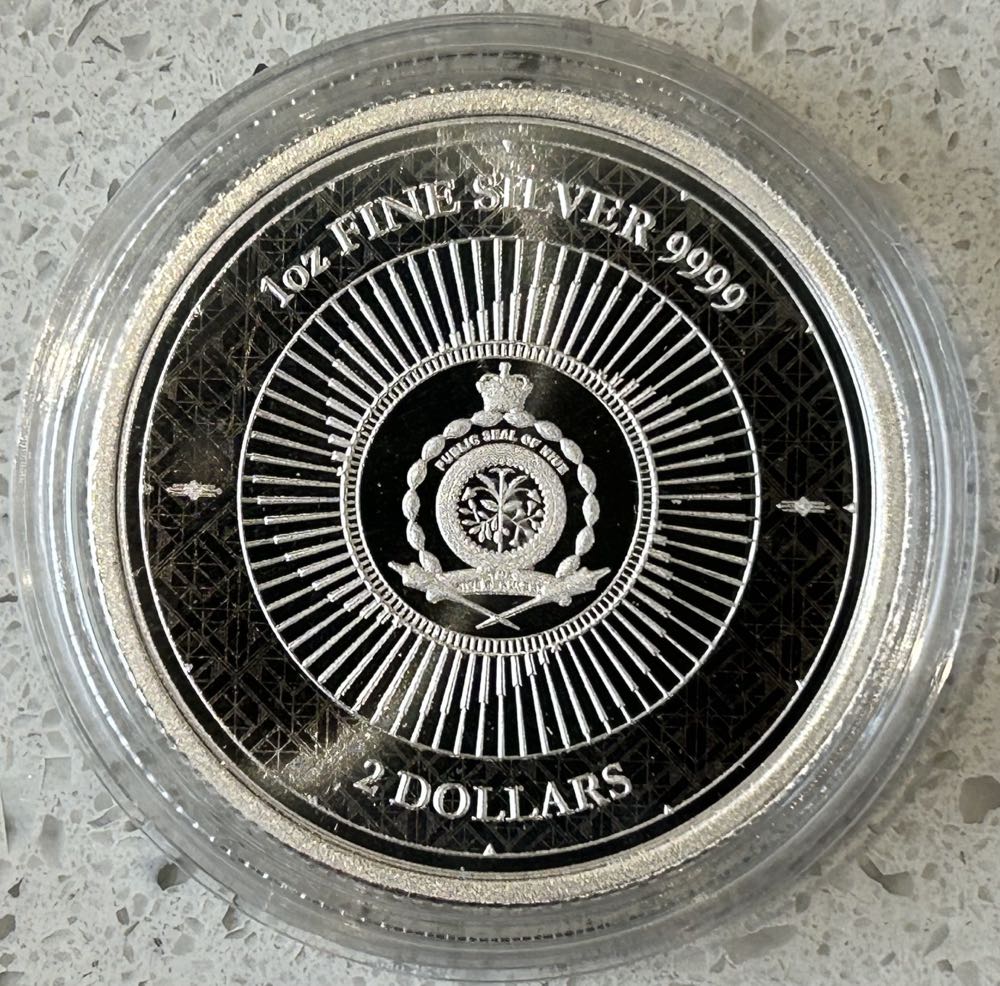 1oz FINE SILVER 9999
PUBLIC SEAL OF NIUE
2 DOLLARS